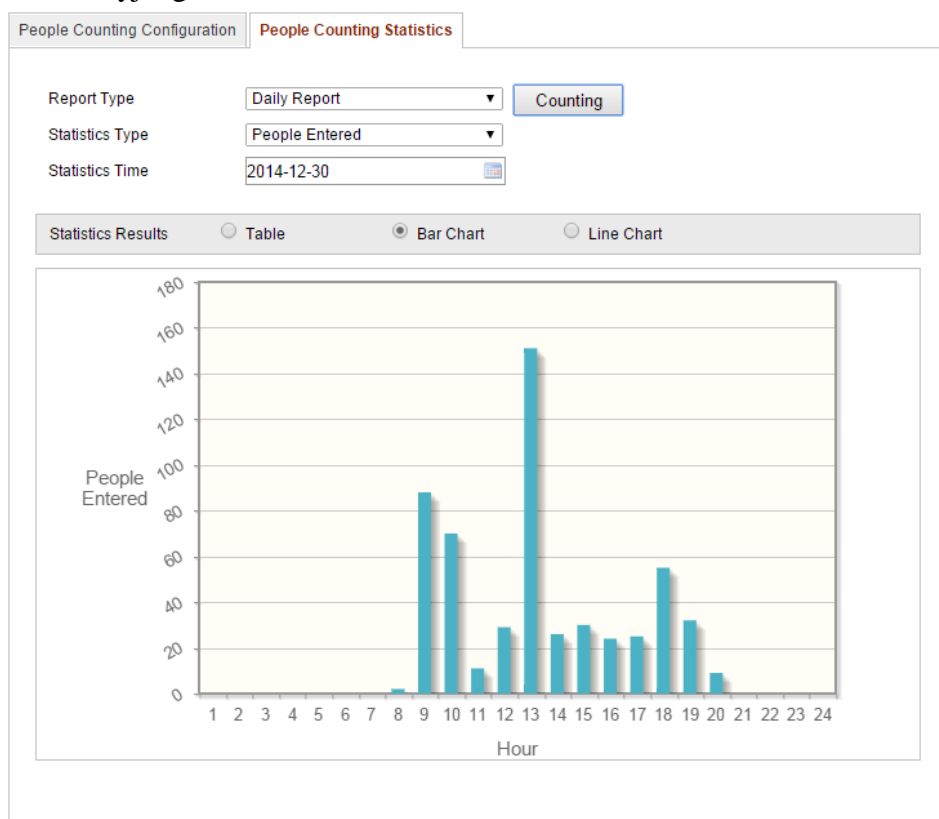 People Counting Configuration People Counting Statistics
Report Type Daily Report Counting
Statistics Type People Entered
Statistics Time 2014-12-30
Statistics Results Table Bar Chart Line Chart
180
160
140
120
100
People
Entered
80
60
40
20
0
1 2 3 4 5 6 7 8 9 10 11 12 13 14 15 16 17 18 19 20 21 22 23 24
Hour